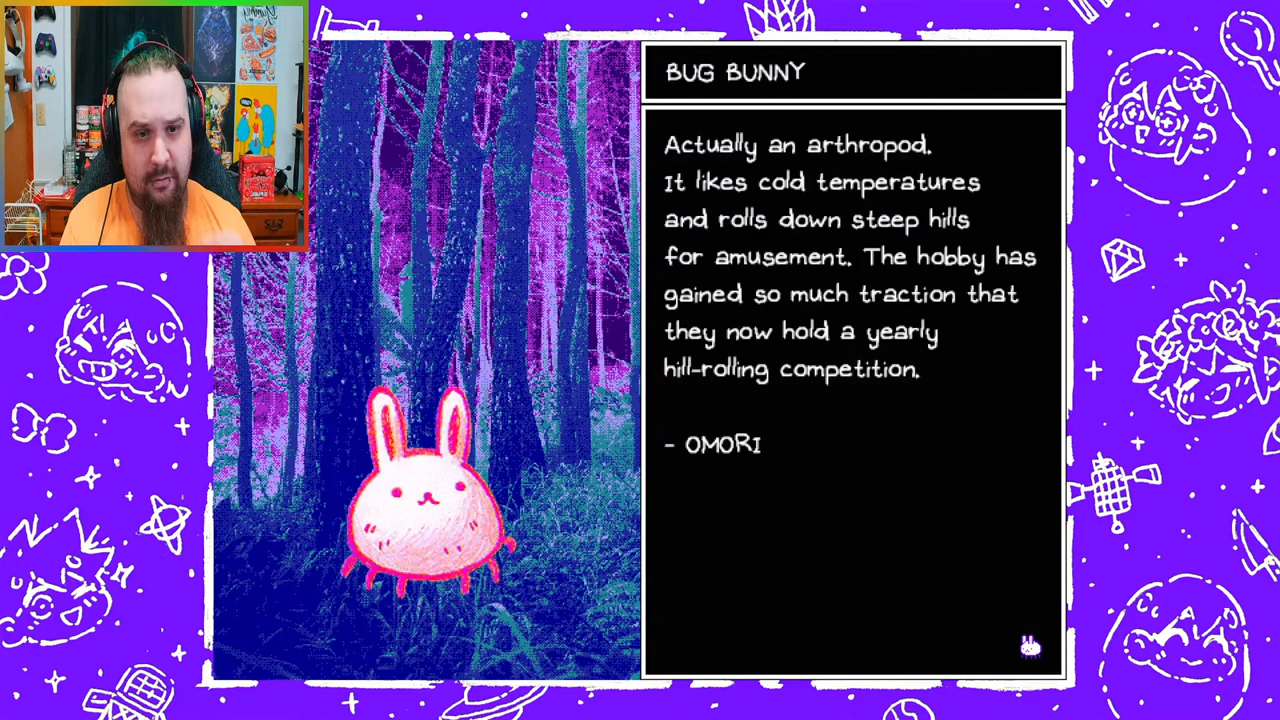 BUG BUNNY
Actually an arthropod.
It likes cold temperatures
and rolls down steep hills
for amusement. The hobby has
gained so much traction that
they now hold a yearly
hill-rolling competition.
- OMORI